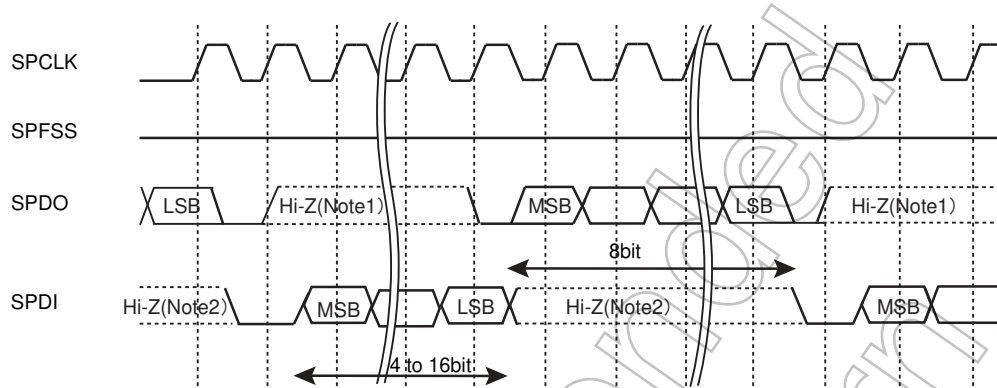 SPCLK
SPFSS
SPDO LSB Hi-Z(Note1) MSB LSB Hi-Z(Note1)
8bit
SPDI Hi-Z(Note2) MSB LSB Hi-Z(Note2) MSB
4 to 16bit